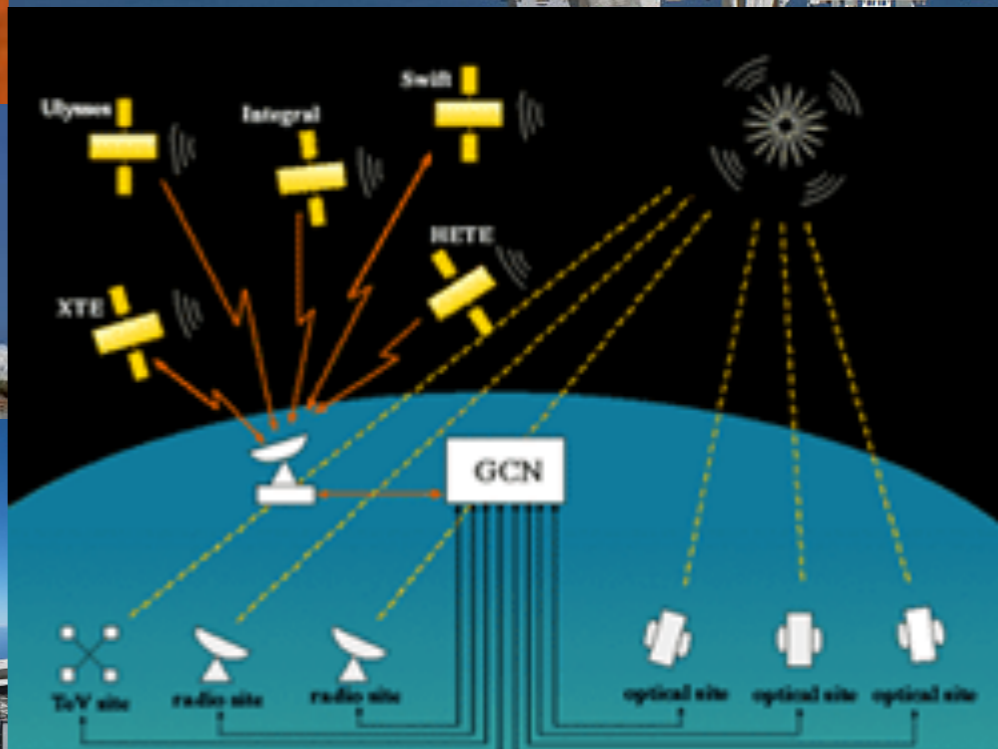 Swift
Ulysses
Integral
HETE
XTE
GCN
TeV site
radio site
radio site
optical site
optical site
optical site